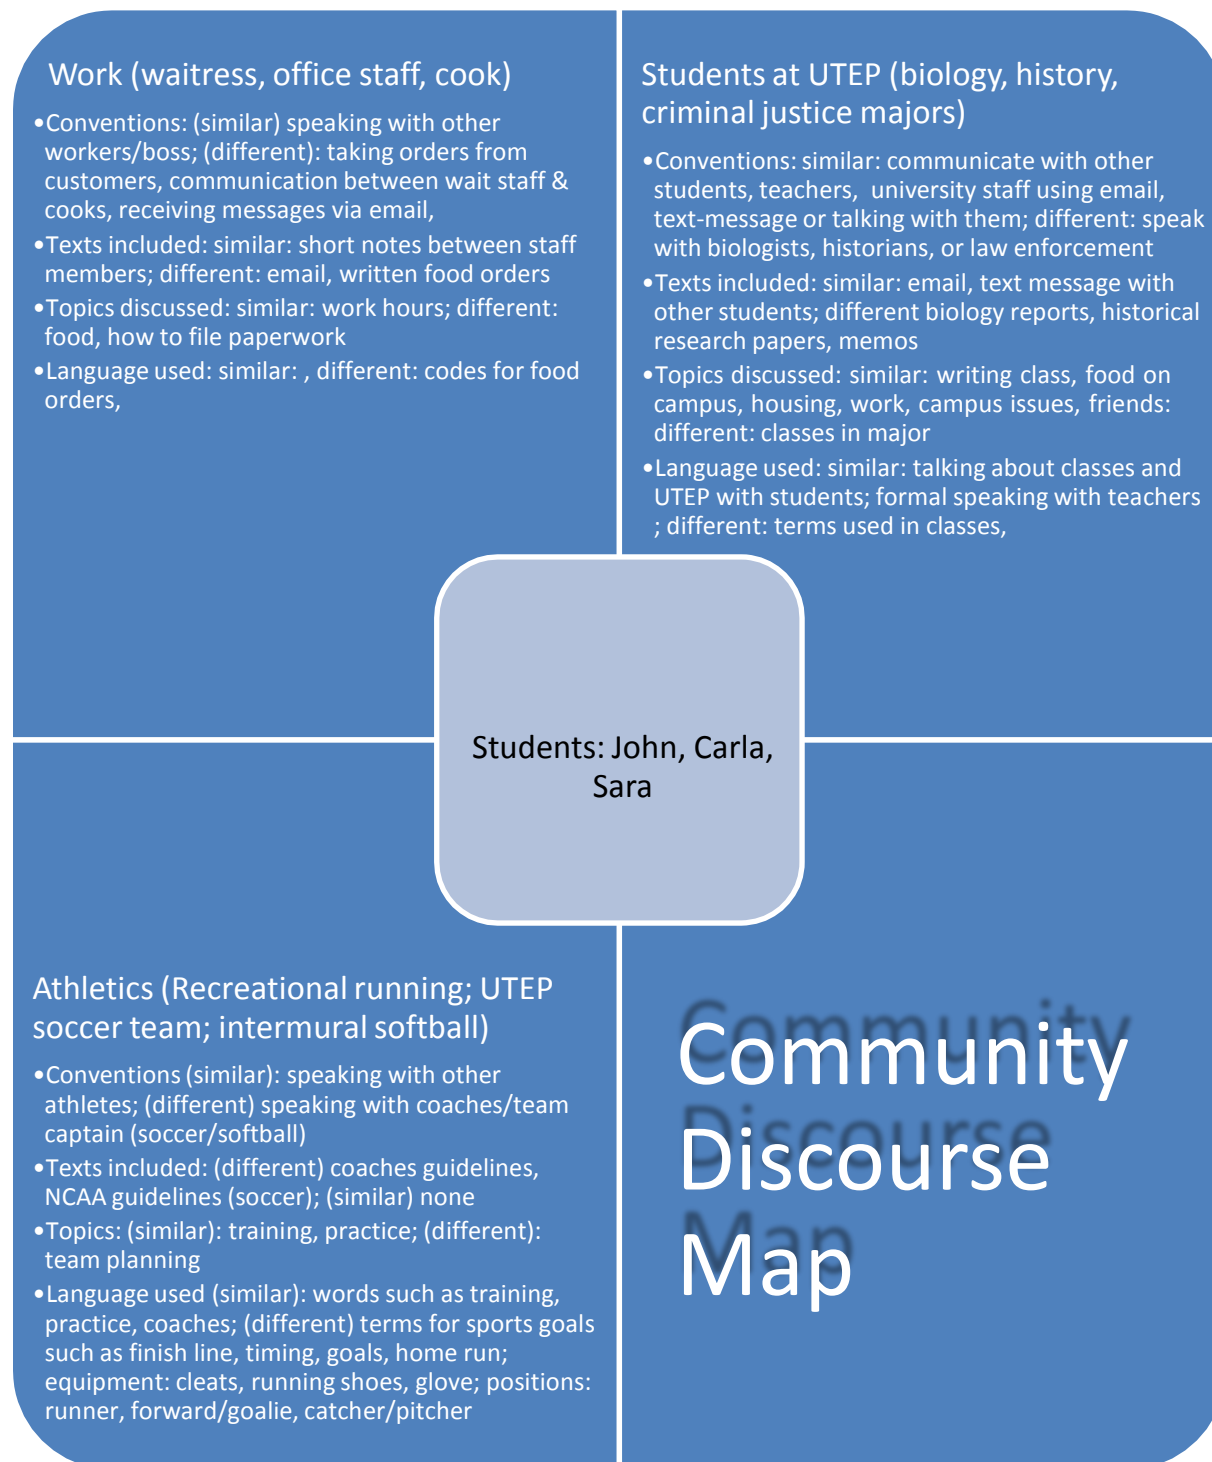 Work (waitress, office staff, cook)
•Conventions: (similar) speaking with other
workers/boss; (different): taking orders from
customers, communication between wait staff &
cooks, receiving messages via email,
•Texts included: similar: short notes between staff
members; different: email, written food orders
•Topics discussed: similar: work hours; different:
food, how to file paperwork
•Language used: similar: , different: codes for food
orders,
Students at UTEP (biology, history,
criminal justice majors)
•Conventions: similar: communicate with other
students, teachers, university staff using email,
text-message or talking with them; different: speak
with biologists, historians, or law enforcement
•Texts included: similar: email, text message with
other students; different biology reports, historical
research papers, memos
•Topics discussed: similar: writing class, food on
campus, housing, work, campus issues, friends:
different: classes in major
•Language used: similar: talking about classes and
UTEP with students; formal speaking with teachers
; different: terms used in classes,
Students: John, Carla,
Sara
Athletics (Recreational running; UTEP
soccer team; intermural softball)
•Conventions (similar): speaking with other
athletes; (different) speaking with coaches/team
captain (soccer/softball)
•Texts included: (different) coaches guidelines,
NCAA guidelines (soccer); (similar) none
•Topics: (similar): training, practice; (different):
team planning
•Language used (similar): words such as training,
practice, coaches; (different) terms for sports goals
such as finish line, timing, goals, home run;
equipment: cleats, running shoes, glove; positions:
runner, forward/goalie, catcher/pitcher
Community
Discourse
Map